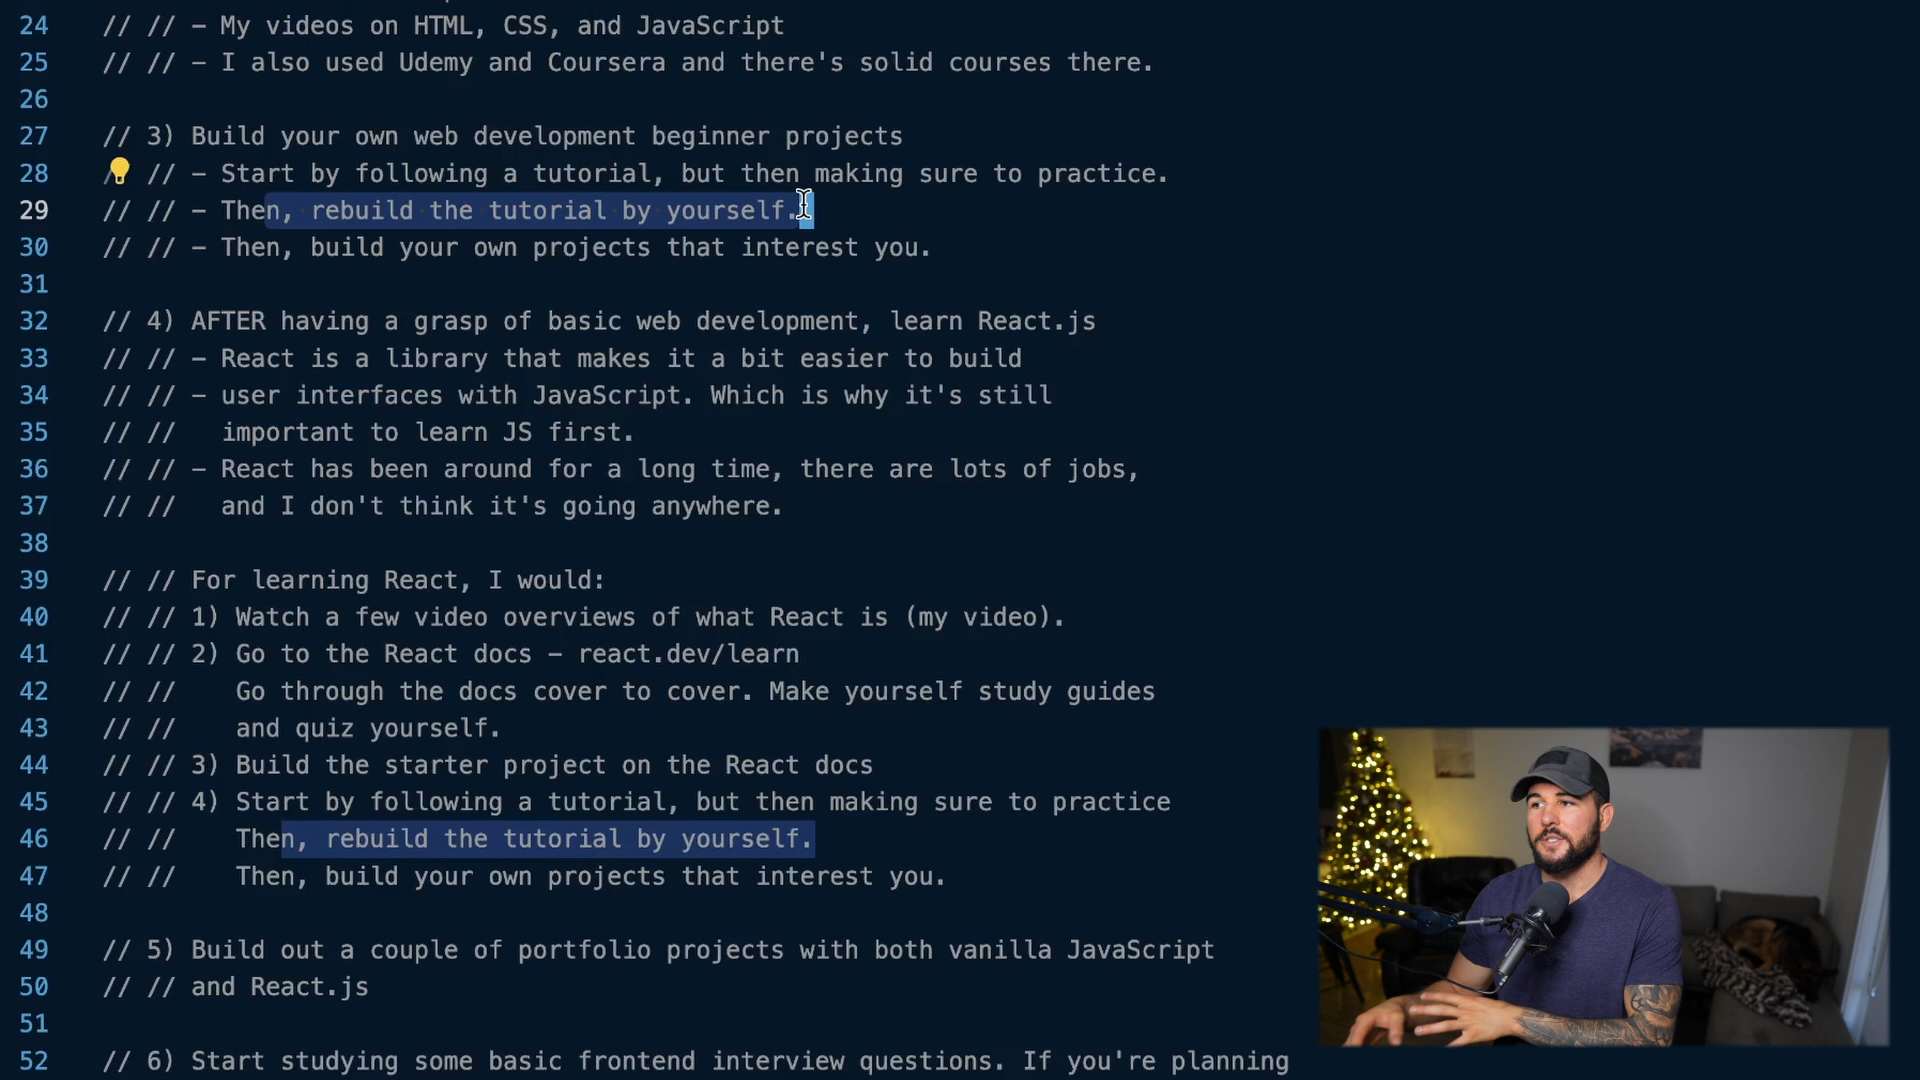 24 // // – My videos on HTML, CSS, and JavaScript
25 // // – I also used Udemy and Coursera and there's solid courses there.
26
27 // 3) Build your own web development beginner projects
28 // – Start by following a tutorial, but then making sure to practice.
29 // // – Then, rebuild the tutorial by yourself.
30 // // – Then, build your own projects that interest you.
31
32 // 4) AFTER having a grasp of basic web development, learn React.js
33 // // – React is a library that makes it a bit easier to build
34 // // – user interfaces with JavaScript. Which is why it's still
35 // // important to learn JS first.
36 // // – React has been around for a long time, there are lots of jobs,
37 // // and I don't think it's going anywhere.
38
39 // // For learning React, I would:
40 // // 1) Watch a few video overviews of what React is (my video).
41 // // 2) Go to the React docs – react.dev/learn
42 // // Go through the docs cover to cover. Make yourself study guides
43 // // and quiz yourself.
44 // // 3) Build the starter project on the React docs
45 // // 4) Start by following a tutorial, but then making sure to practice
46 // // Then, rebuild the tutorial by yourself.
47 // // Then, build your own projects that interest you.
48
49 // 5) Build out a couple of portfolio projects with both vanilla JavaScript
50 // // and React.js
51
52 // 6) Start studying some basic frontend interview questions. If you're planning